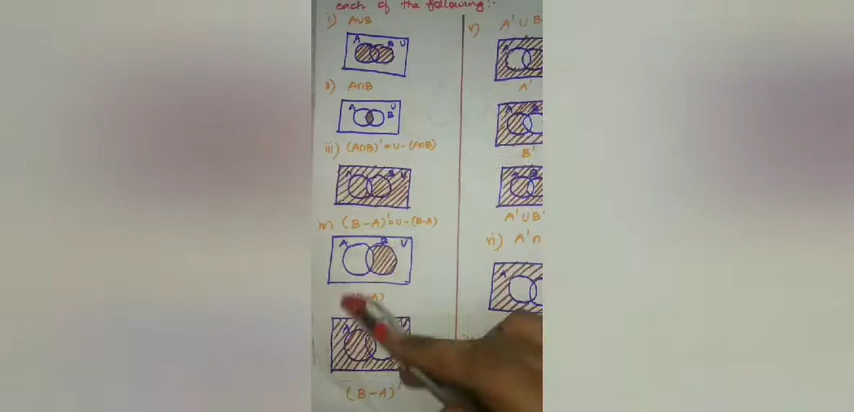 each of the following:-
i) A∪B
A B U
ii) A∩B
A U
B
iii) (A∩B)' = U-(A∩B)
A B U
iv) (B-A)' = U-(B-A)
A B U
A U
(B-A)'
v) A' ∪ B
A
A'
A B
B'
A B
A' ∪ B'
vi) A' ∩
A